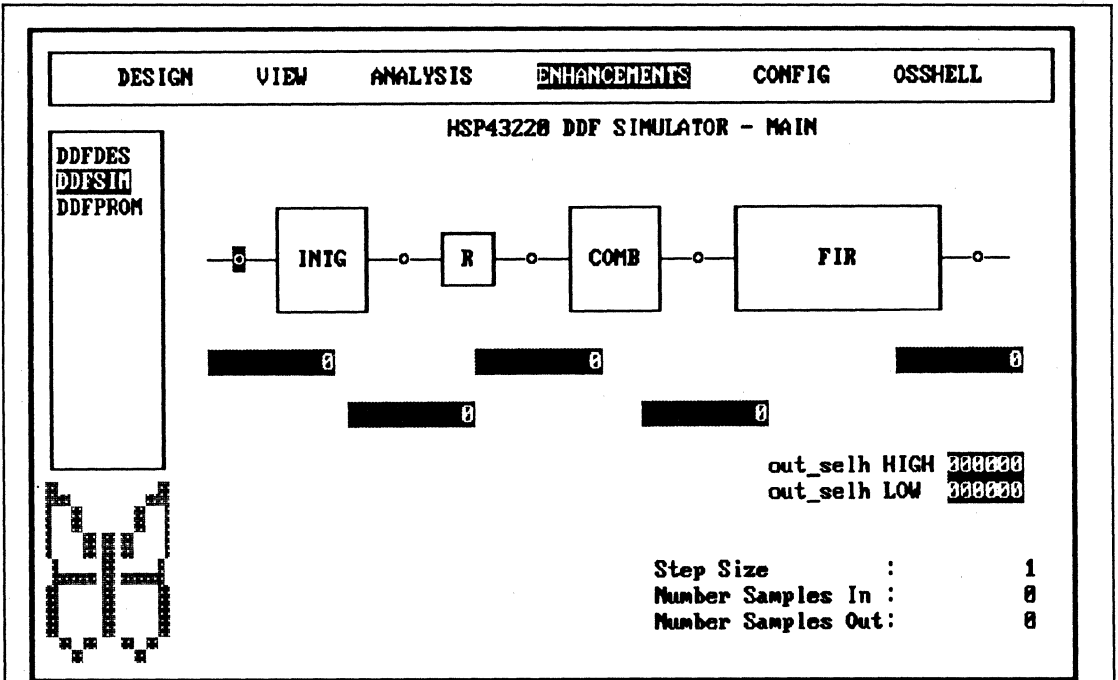 DESIGN VIEW ANALYSIS ENHANCEMENTS CONFIG OSSHELL
HSP43220 DDF SIMULATOR - MAIN
DDFDES
DDFSIM
DDFPROM
INTG R COMB FIR
0 0 0
0 0
out_selh HIGH 000000
out_selh LOW 000000
Step Size : 1
Number Samples In : 0
Number Samples Out: 0